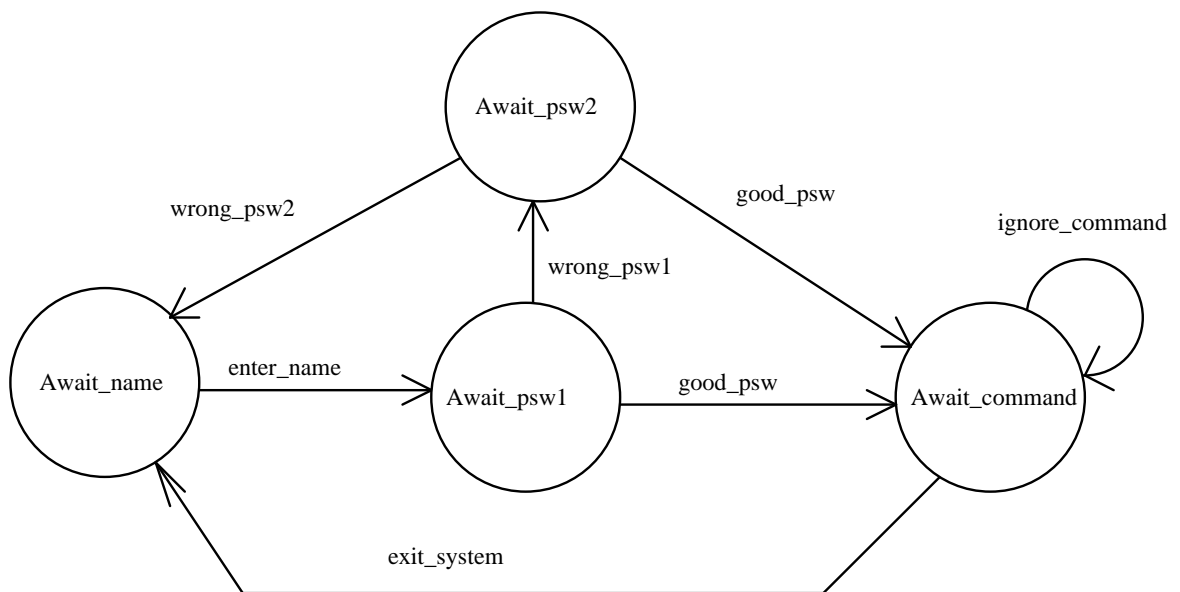 Await_psw2
wrong_psw2
good_psw
ignore_command
wrong_psw1
Await_name
enter_name
Await_psw1
good_psw
Await_command
exit_system